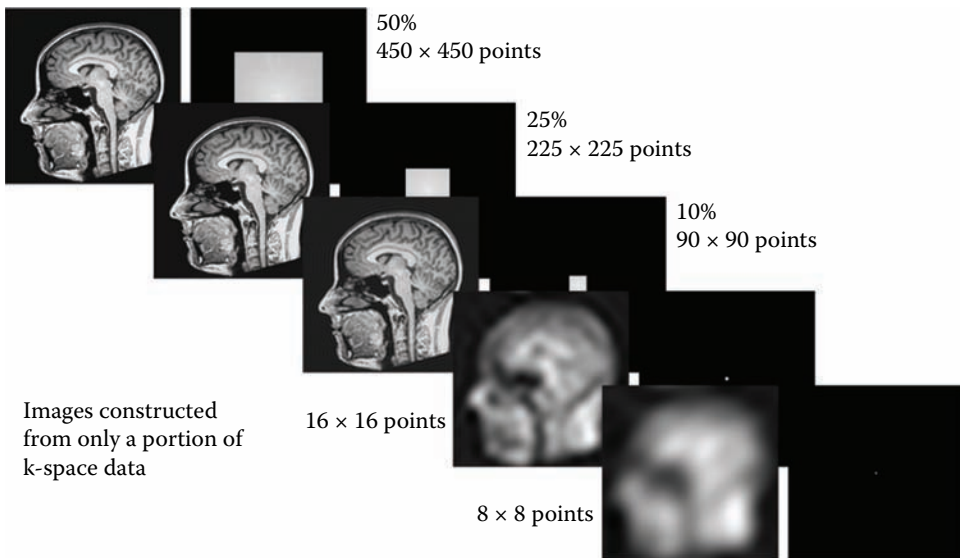 50%
450 × 450 points
25%
225 × 225 points
10%
90 × 90 points
Images constructed
from only a portion of
k-space data
16 × 16 points
8 × 8 points